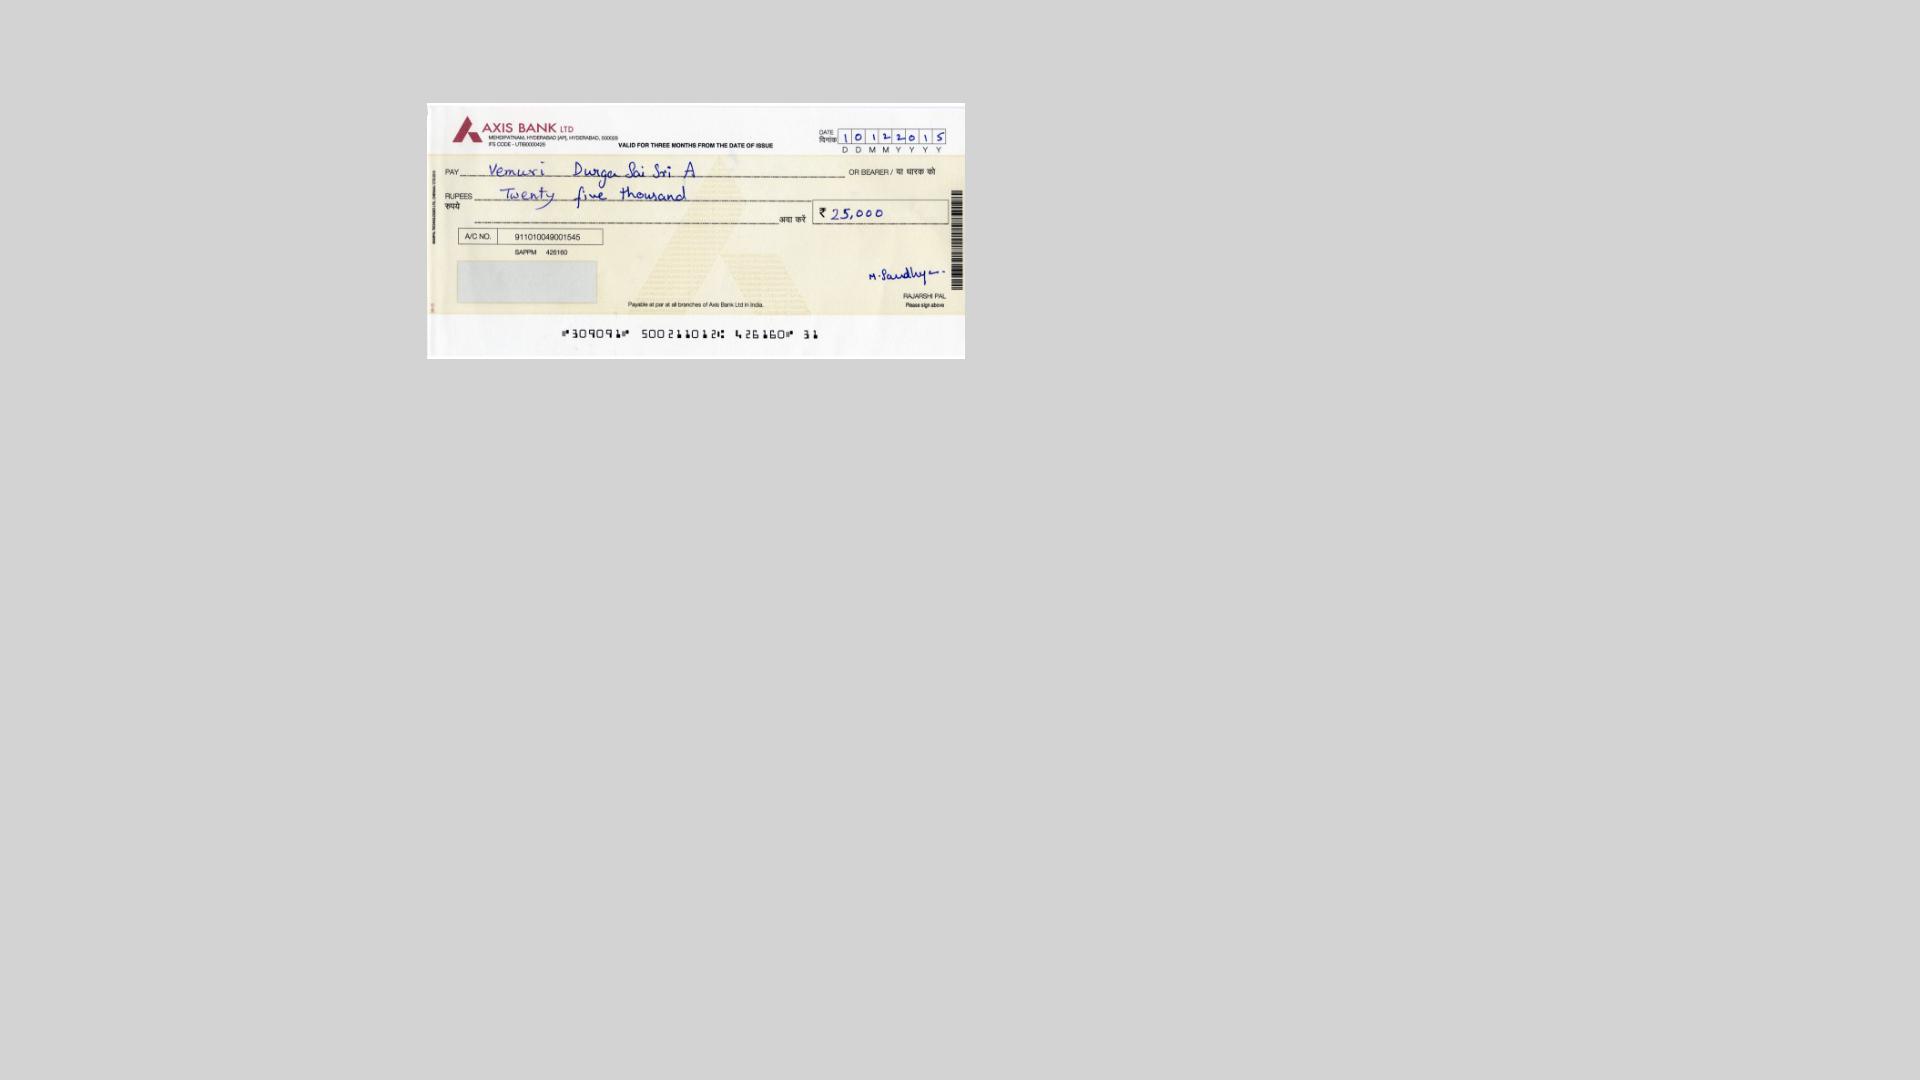 AXIS BANK LTD
MEHDIPATNAM, HYDERABAD [AP], HYDERABAD, 500028
IFS CODE - UTIB0000426
VALID FOR THREE MONTHS FROM THE DATE OF ISSUE
DATE दिनांक 1 0 1 2 2 0 1 5
D D M M Y Y Y Y
PAY Vemuri Durga Sai Sri A OR BEARER / या धारक को
RUPEES Twenty five thousand
रुपये
अदा करें ₹ 25,000
A/C NO. 911010049001545
SAPPM 426160
M. Sandhya
RAJARSHI PAL
Please sign above
Payable at par at all branches of Axis Bank Ltd in India.
⑈309091⑈ 500211012⑆ 426160⑈ 31